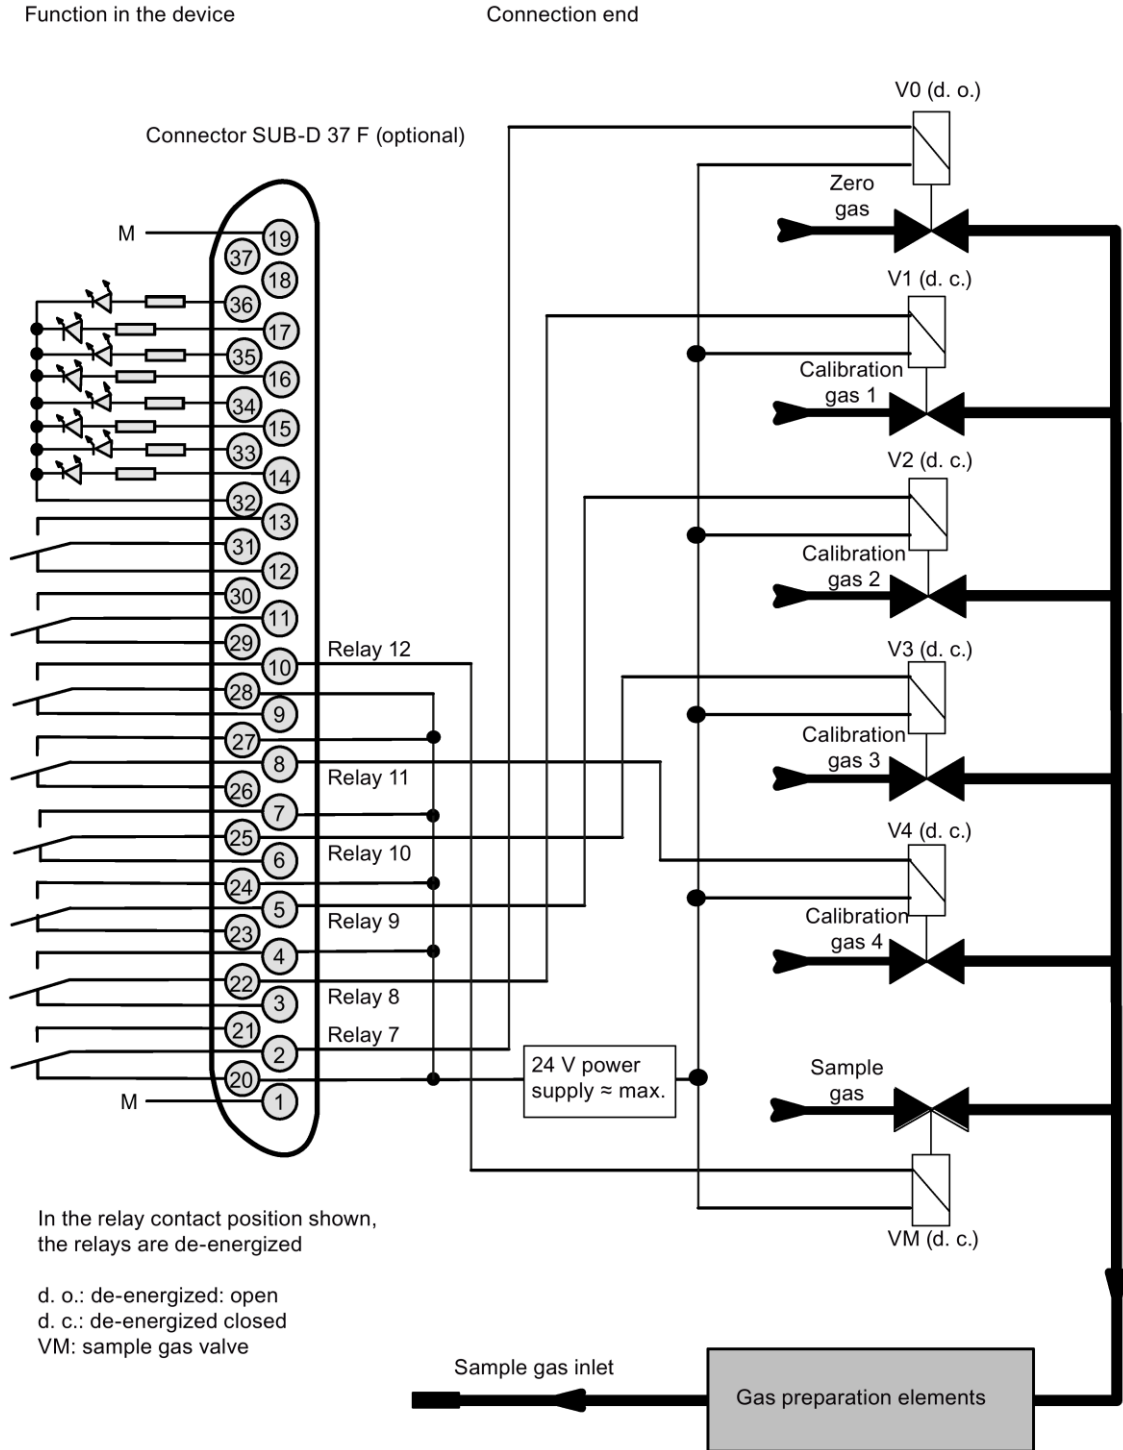 Function in the device
Connection end
V0 (d. o.)
Connector SUB-D 37 F (optional)
Zero
gas
M
19
37
18
36
17
35
16
34
15
33
14
32
13
31
12
30
11
29
10
28
9
27
8
26
7
25
6
24
5
23
4
22
3
21
2
20
1
M
Relay 12
Relay 11
Relay 10
Relay 9
Relay 8
Relay 7
24 V power
supply ≈ max.
V1 (d. c.)
Calibration
gas 1
V2 (d. c.)
Calibration
gas 2
V3 (d. c.)
Calibration
gas 3
V4 (d. c.)
Calibration
gas 4
Sample
gas
VM (d. c.)
In the relay contact position shown,
the relays are de-energized
d. o.: de-energized: open
d. c.: de-energized closed
VM: sample gas valve
Sample gas inlet
Gas preparation elements